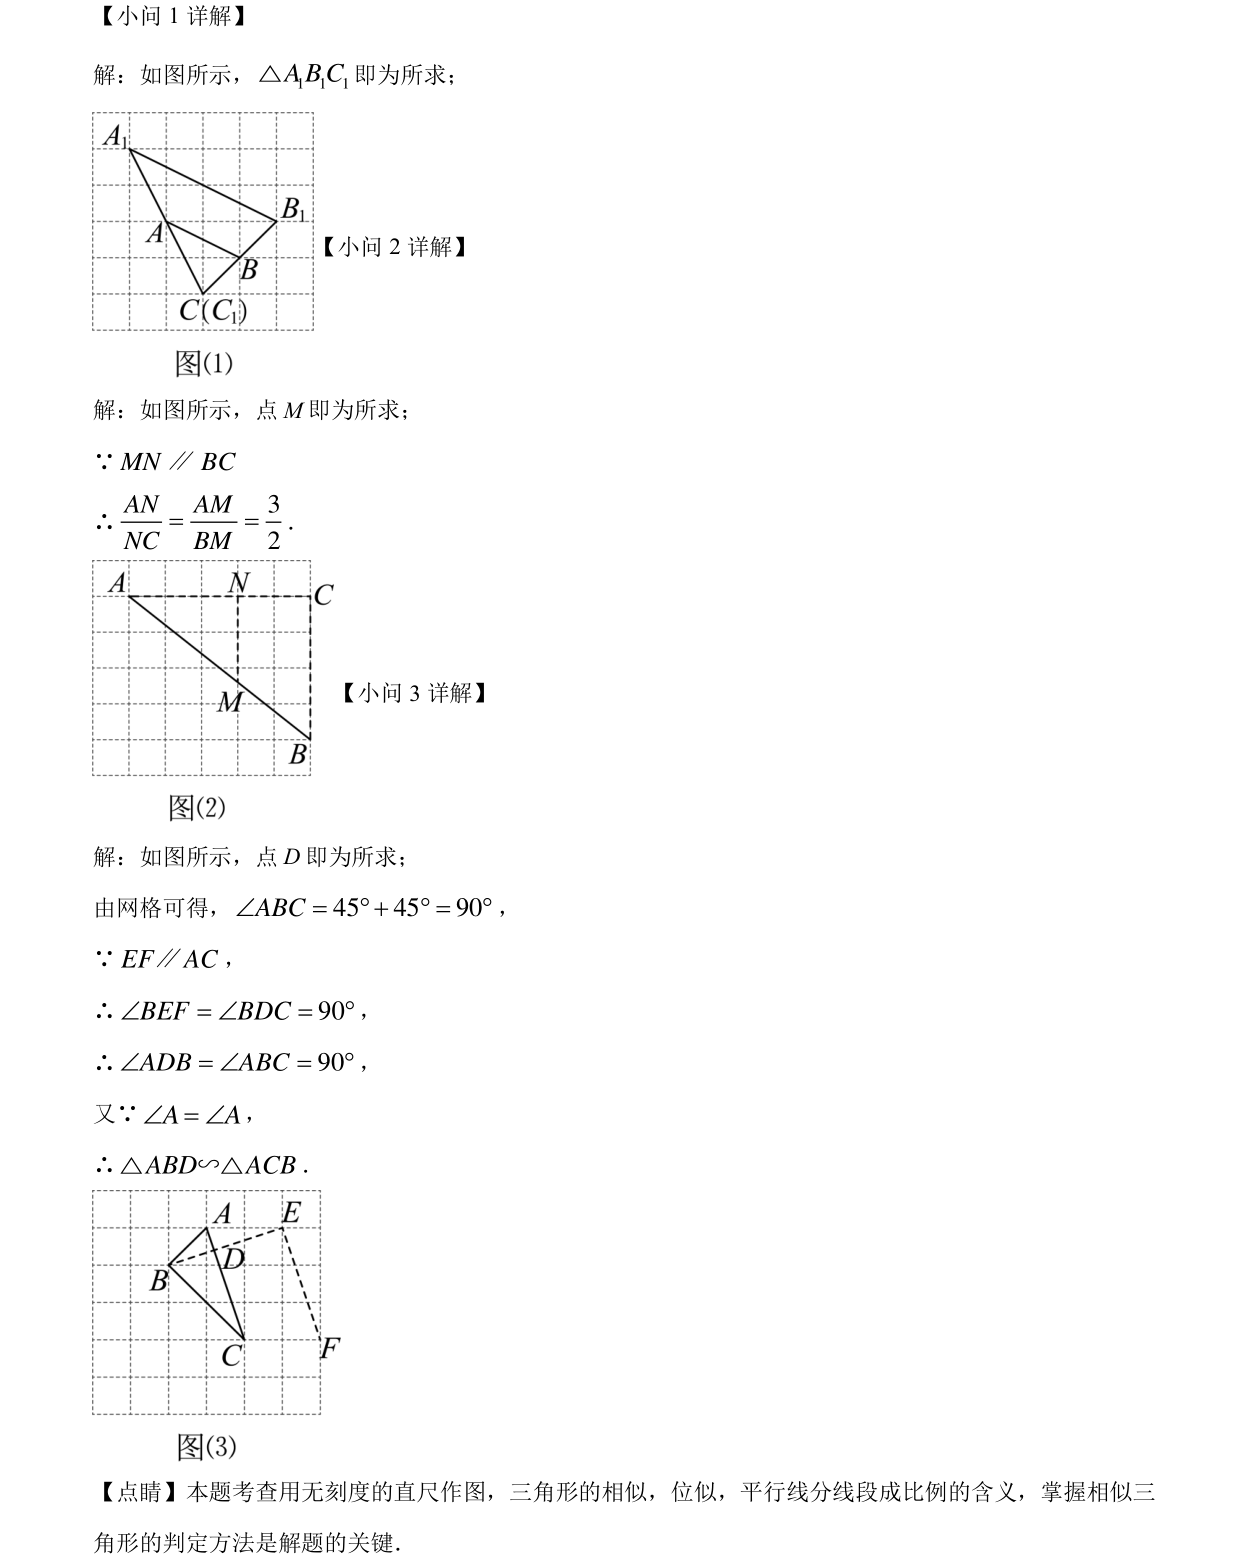 【小问 1 详解】
解：如图所示，△A₁B₁C₁即为所求；
A₁
B₁
A
【小问 2 详解】
B
C(C₁)
图(1)
解：如图所示，点 M 即为所求；
∵ MN // BC
∴ AN/NC = AM/BM = 3/2 .
A N C
M
【小问 3 详解】
B
图(2)
解：如图所示，点 D 即为所求；
由网格可得，∠ABC = 45° + 45° = 90°，
∵ EF // AC，
∴ ∠BEF = ∠BDC = 90°，
∴ ∠ADB = ∠ABC = 90°，
又∵ ∠A = ∠A，
∴ △ABD∽△ACB .
A E
D
B
C F
图(3)
【点睛】本题考查用无刻度的直尺作图，三角形的相似，位似，平行线分线段成比例的含义，掌握相似三
角形的判定方法是解题的关键.